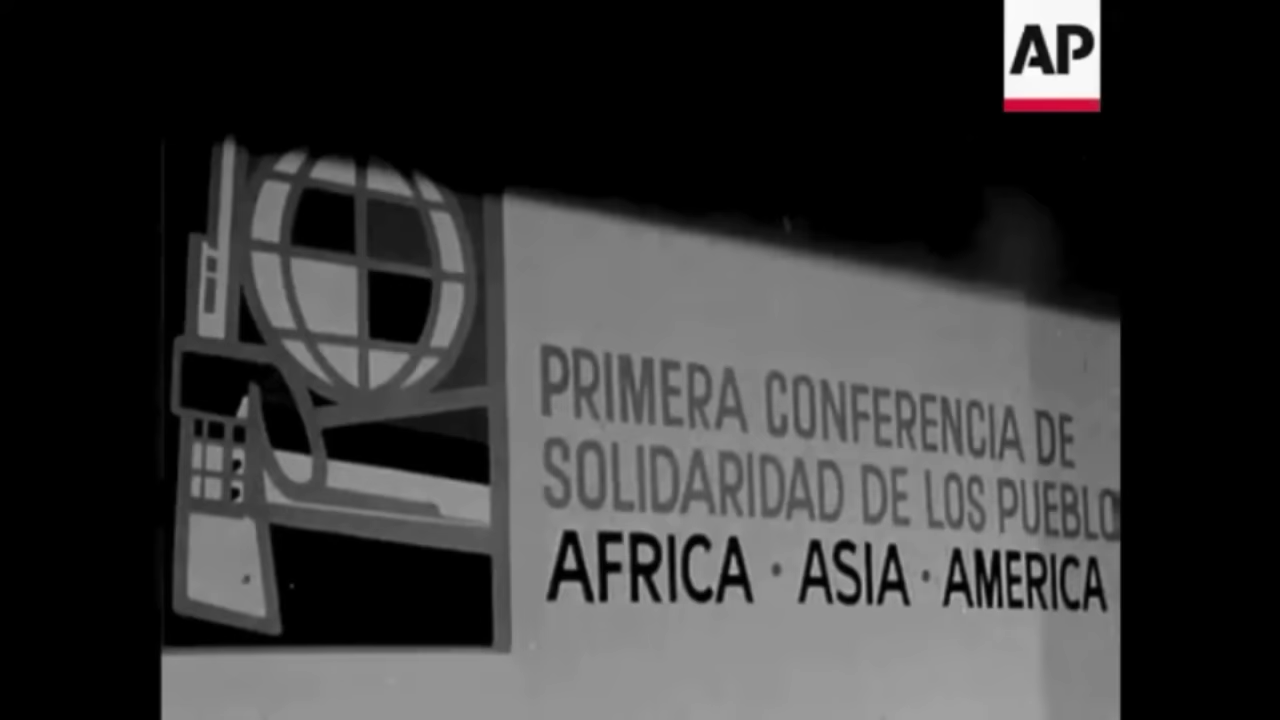 AP
PRIMERA CONFERENCIA DE
SOLIDARIDAD DE LOS PUEBLO
AFRICA · ASIA · AMERICA